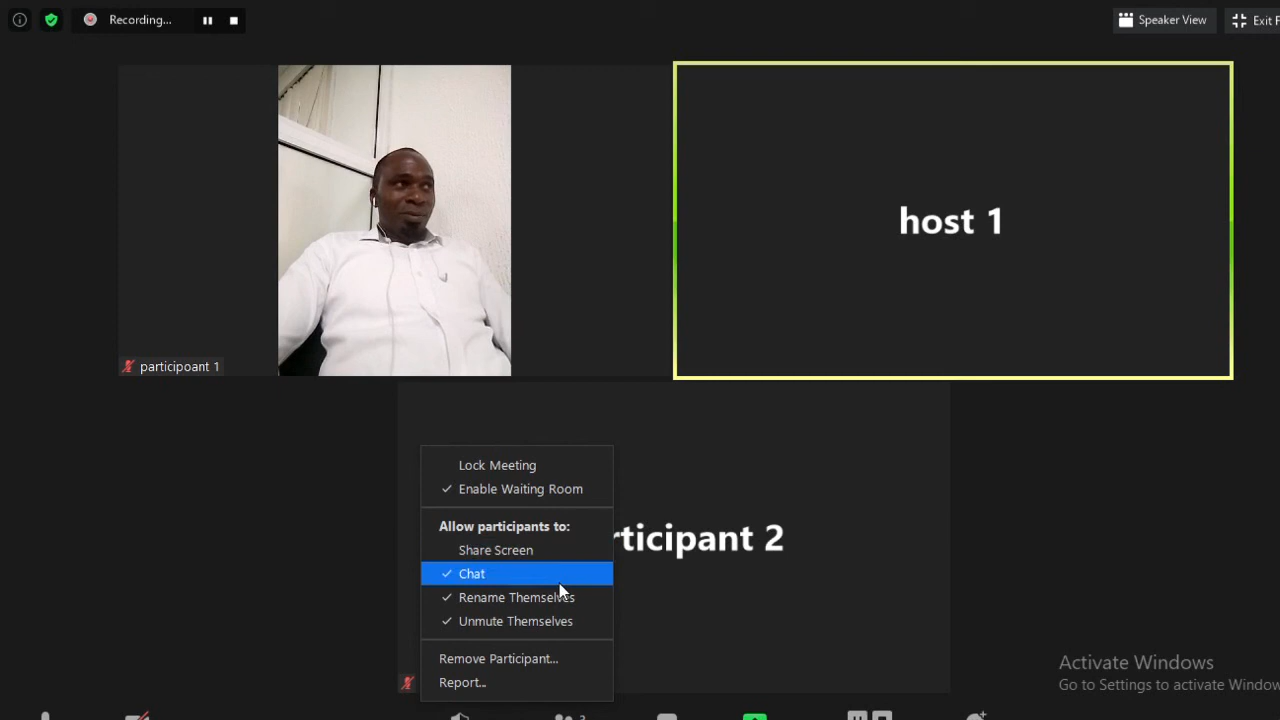 Recording...
Speaker View
Exit F
host 1
participoant 1
Lock Meeting
Enable Waiting Room
Allow participants to:
Share Screen
Chat
Rename Themselves
Unmute Themselves
Remove Participant...
Report...
rticipant 2
Activate Windows
Go to Settings to activate Window